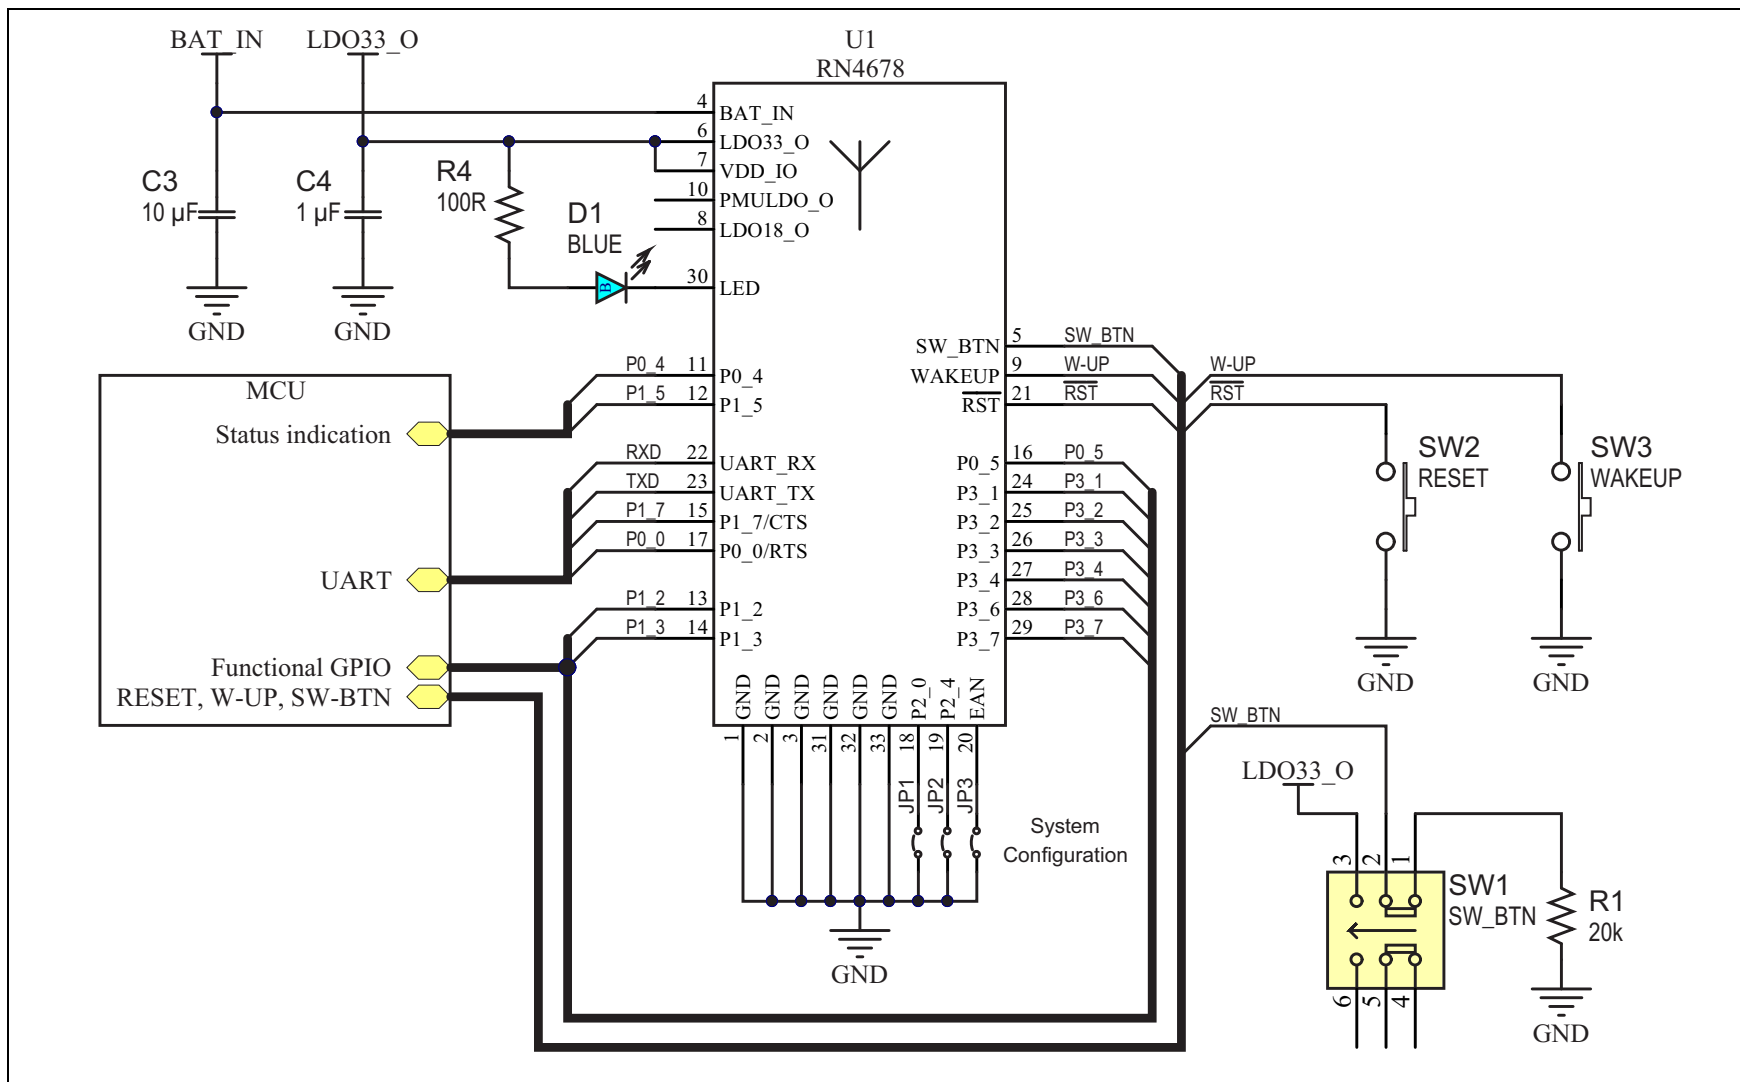 BAT_IN
LDO33_O
U1
RN4678
4
BAT_IN
6
LDO33_O
7
VDD_IO
10
PMULDO_O
8
LDO18_O
30
LED
C3
10 µF
C4
1 µF
R4
100R
D1
BLUE
B
GND
GND
MCU
Status indication
UART
Functional GPIO
RESET, W-UP, SW-BTN
P0_4
11
P0_4
P1_5
12
P1_5
RXD
22
UART_RX
TXD
23
UART_TX
P1_7
15
P1_7/CTS
P0_0
17
P0_0/RTS
P1_2
13
P1_2
P1_3
14
P1_3
SW_BTN
5
SW_BTN
WAKEUP
9
W-UP
RST
21
RST
P0_5
16
P0_5
P3_1
24
P3_1
P3_2
25
P3_2
P3_3
26
P3_3
P3_4
27
P3_4
P3_6
28
P3_6
P3_7
29
P3_7
W-UP
RST
SW2
RESET
SW3
WAKEUP
GND
GND
GND
GND
GND
GND
GND
GND
P2_0
P2_4
EAN
1
2
3
31
32
33
18
19
20
JP1
JP2
JP3
System
Configuration
GND
SW_BTN
LDO33_O
3
2
1
SW1
SW_BTN
R1
20k
6
5
4
GND